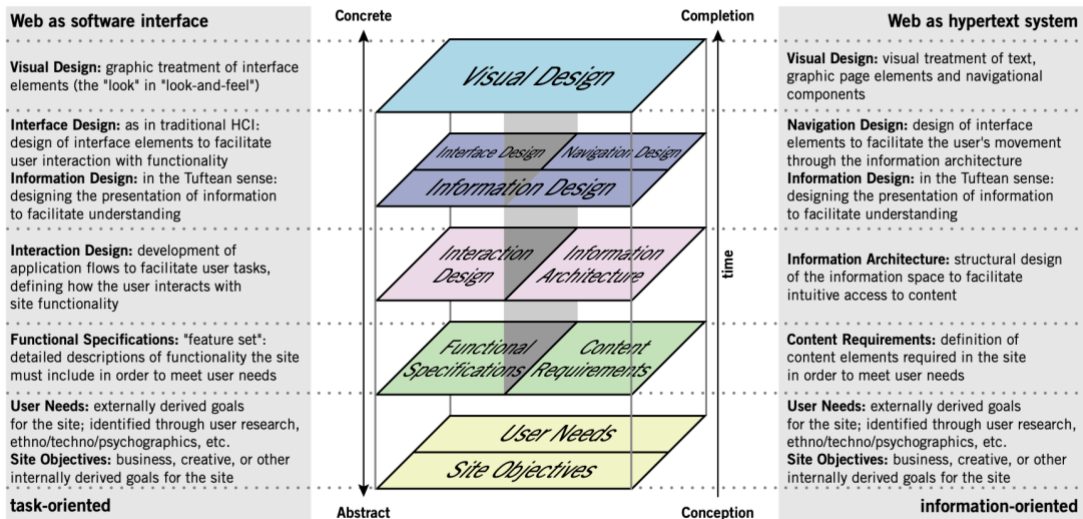 Web as software interface
Visual Design: graphic treatment of interface
elements (the "look" in "look-and-feel")
Interface Design: as in traditional HCI:
design of interface elements to facilitate
user interaction with functionality
Information Design: in the Tuftean sense:
designing the presentation of information
to facilitate understanding
Interaction Design: development of
application flows to facilitate user tasks,
defining how the user interacts with
site functionality
Functional Specifications: "feature set":
detailed descriptions of functionality the site
must include in order to meet user needs
User Needs: externally derived goals
for the site; identified through user research,
ethno/techno/psychographics, etc.
Site Objectives: business, creative, or other
internally derived goals for the site
task-oriented
Concrete
Completion
Visual Design
Interface Design
Navigation Design
Information Design
Interaction
Design
Information
Architecture
Functional
Specifications
Content
Requirements
User Needs
Site Objectives
time
Abstract
Conception
Web as hypertext system
Visual Design: visual treatment of text,
graphic page elements and navigational
components
Navigation Design: design of interface
elements to facilitate the user's movement
through the information architecture
Information Design: in the Tuftean sense:
designing the presentation of information
to facilitate understanding
Information Architecture: structural design
of the information space to facilitate
intuitive access to content
Content Requirements: definition of
content elements required in the site
in order to meet user needs
User Needs: externally derived goals
for the site; identified through user research,
ethno/techno/psychographics, etc.
Site Objectives: business, creative, or other
internally derived goals for the site
information-oriented